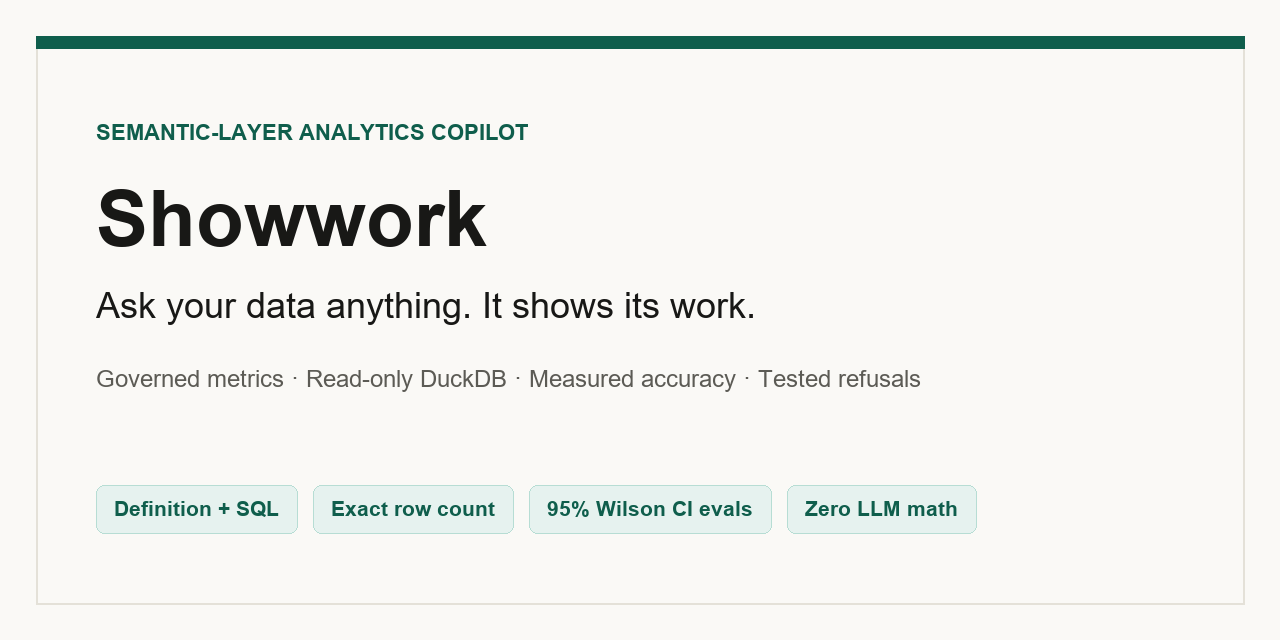 SEMANTIC-LAYER ANALYTICS COPILOT
Showwork
Ask your data anything. It shows its work.
Governed metrics · Read-only DuckDB · Measured accuracy · Tested refusals
Definition + SQL
Exact row count
95% Wilson CI evals
Zero LLM math